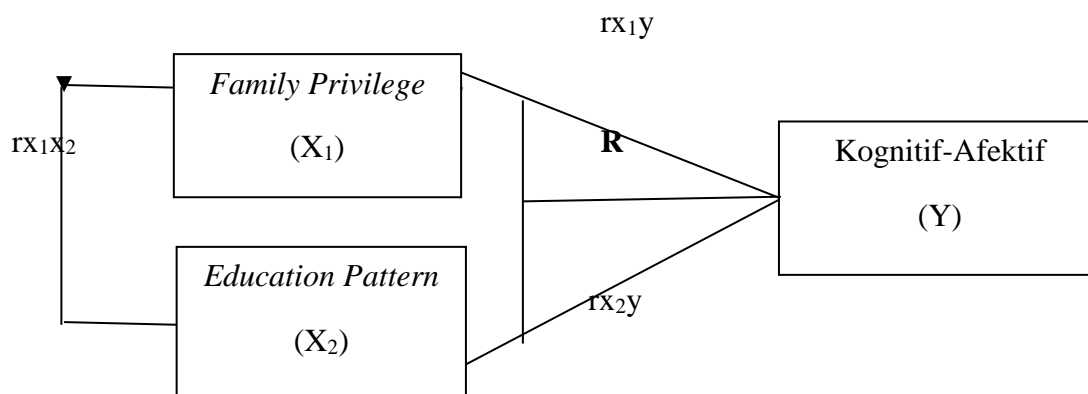 rx₁y
Family Privilege
(X₁)
rx₁x₂
R
Kognitif-Afektif
(Y)
Education Pattern
(X₂)
rx₂y